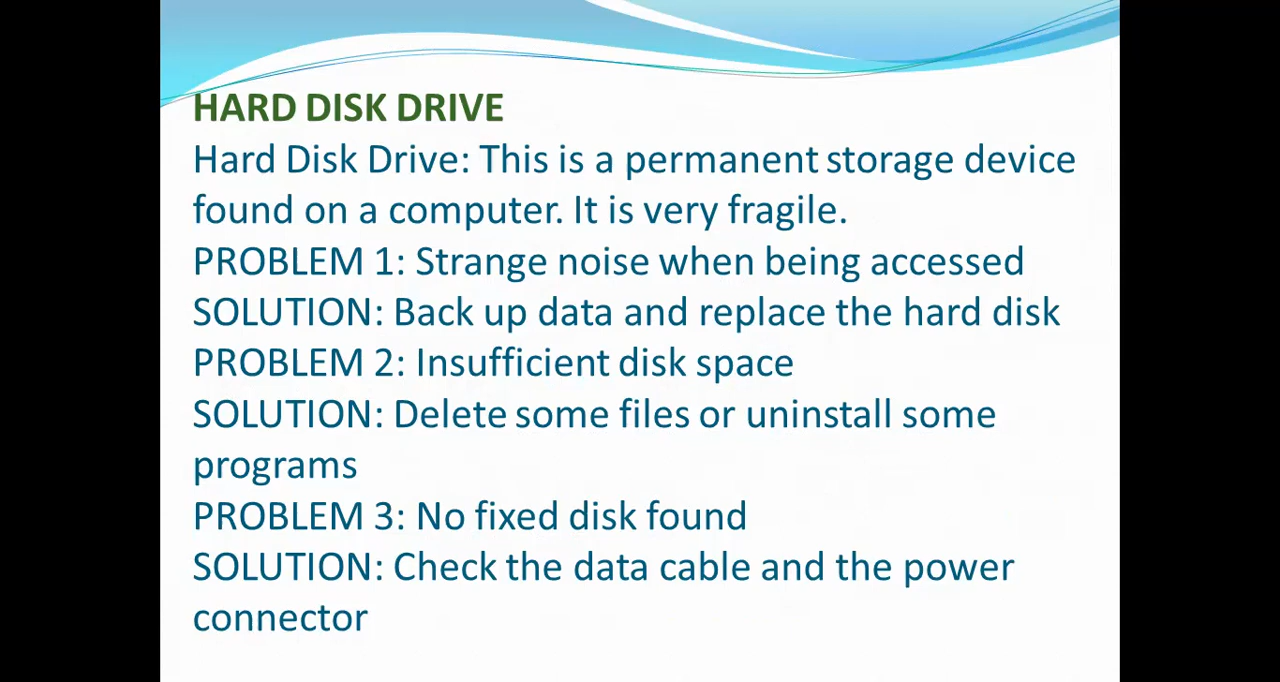 HARD DISK DRIVE
Hard Disk Drive: This is a permanent storage device
found on a computer. It is very fragile.
PROBLEM 1: Strange noise when being accessed
SOLUTION: Back up data and replace the hard disk
PROBLEM 2: Insufficient disk space
SOLUTION: Delete some files or uninstall some
programs
PROBLEM 3: No fixed disk found
SOLUTION: Check the data cable and the power
connector